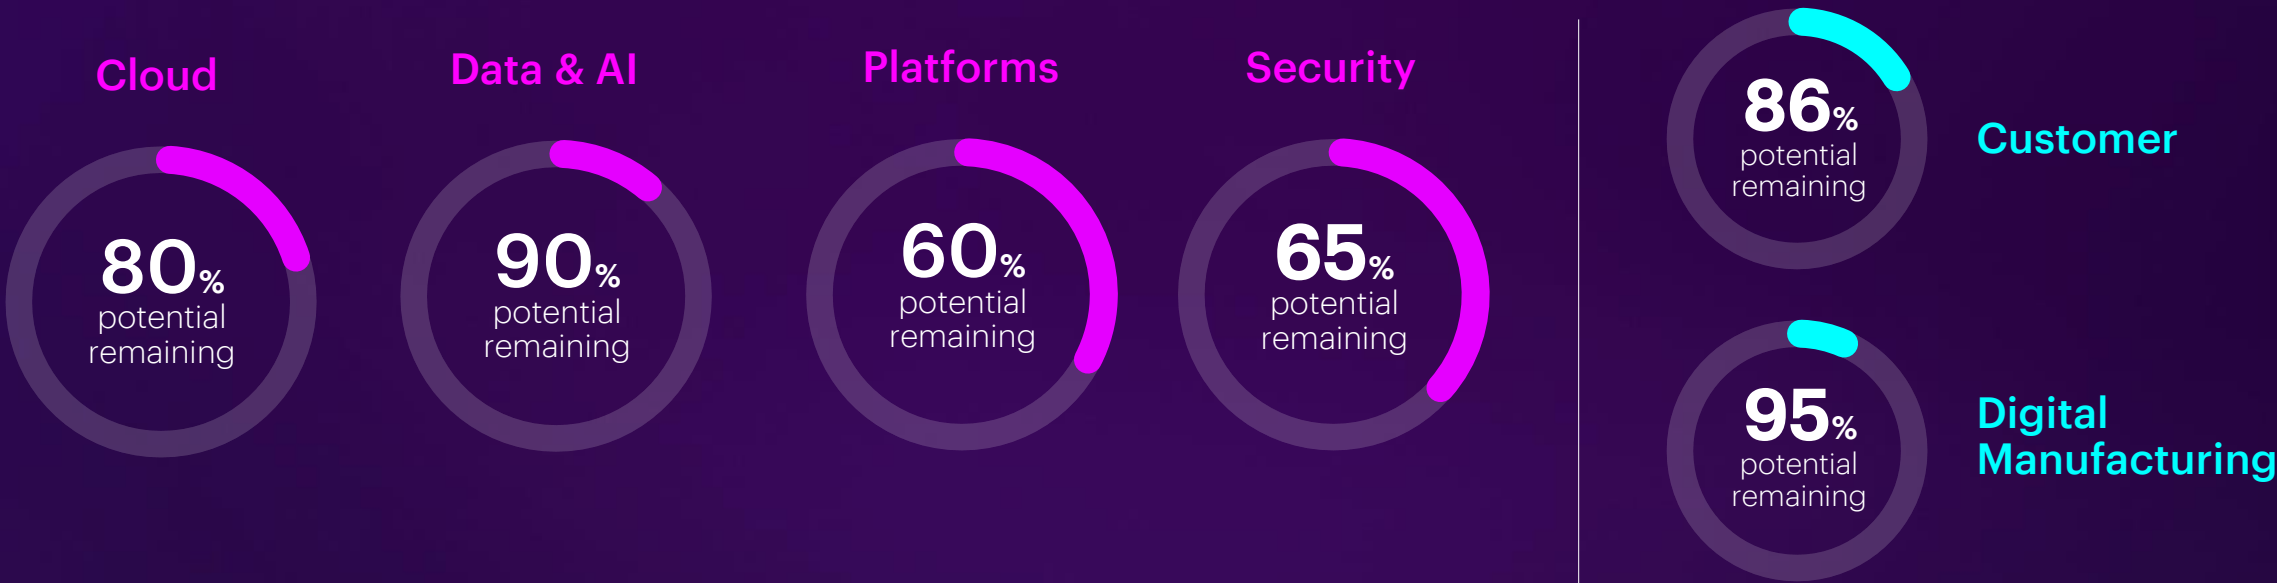 Cloud
80%
potential
remaining
Data & AI
90%
potential
remaining
Platforms
60%
potential
remaining
Security
65%
potential
remaining
86%
potential
remaining
Customer
95%
potential
remaining
Digital
Manufacturing